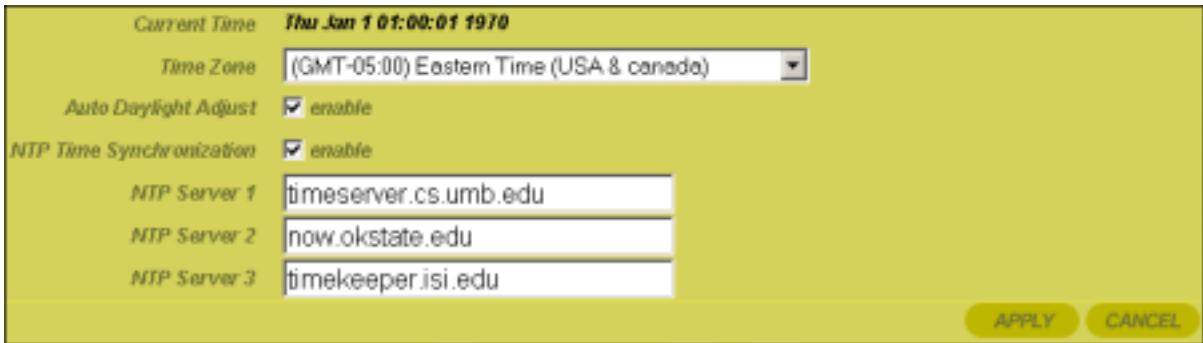 Current Time Thu Jan 1 01:00:01 1970
Time Zone (GMT-05:00) Eastern Time (USA & canada)
Auto Daylight Adjust enable
NTP Time Synchronization enable
NTP Server 1 timeserver.cs.umb.edu
NTP Server 2 now.okstate.edu
NTP Server 3 timekeeper.isi.edu
APPLY CANCEL